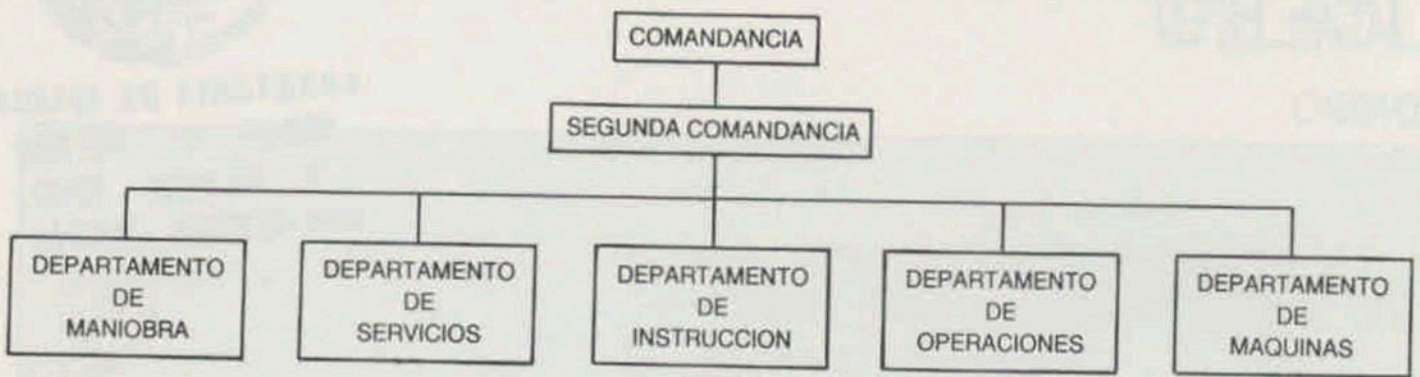 COMANDANCIA
SEGUNDA COMANDANCIA
DEPARTAMENTO
DE
MANIOBRA
DEPARTAMENTO
DE
SERVICIOS
DEPARTAMENTO
DE
INSTRUCCION
DEPARTAMENTO
DE
OPERACIONES
DEPARTAMENTO
DE
MAQUINAS